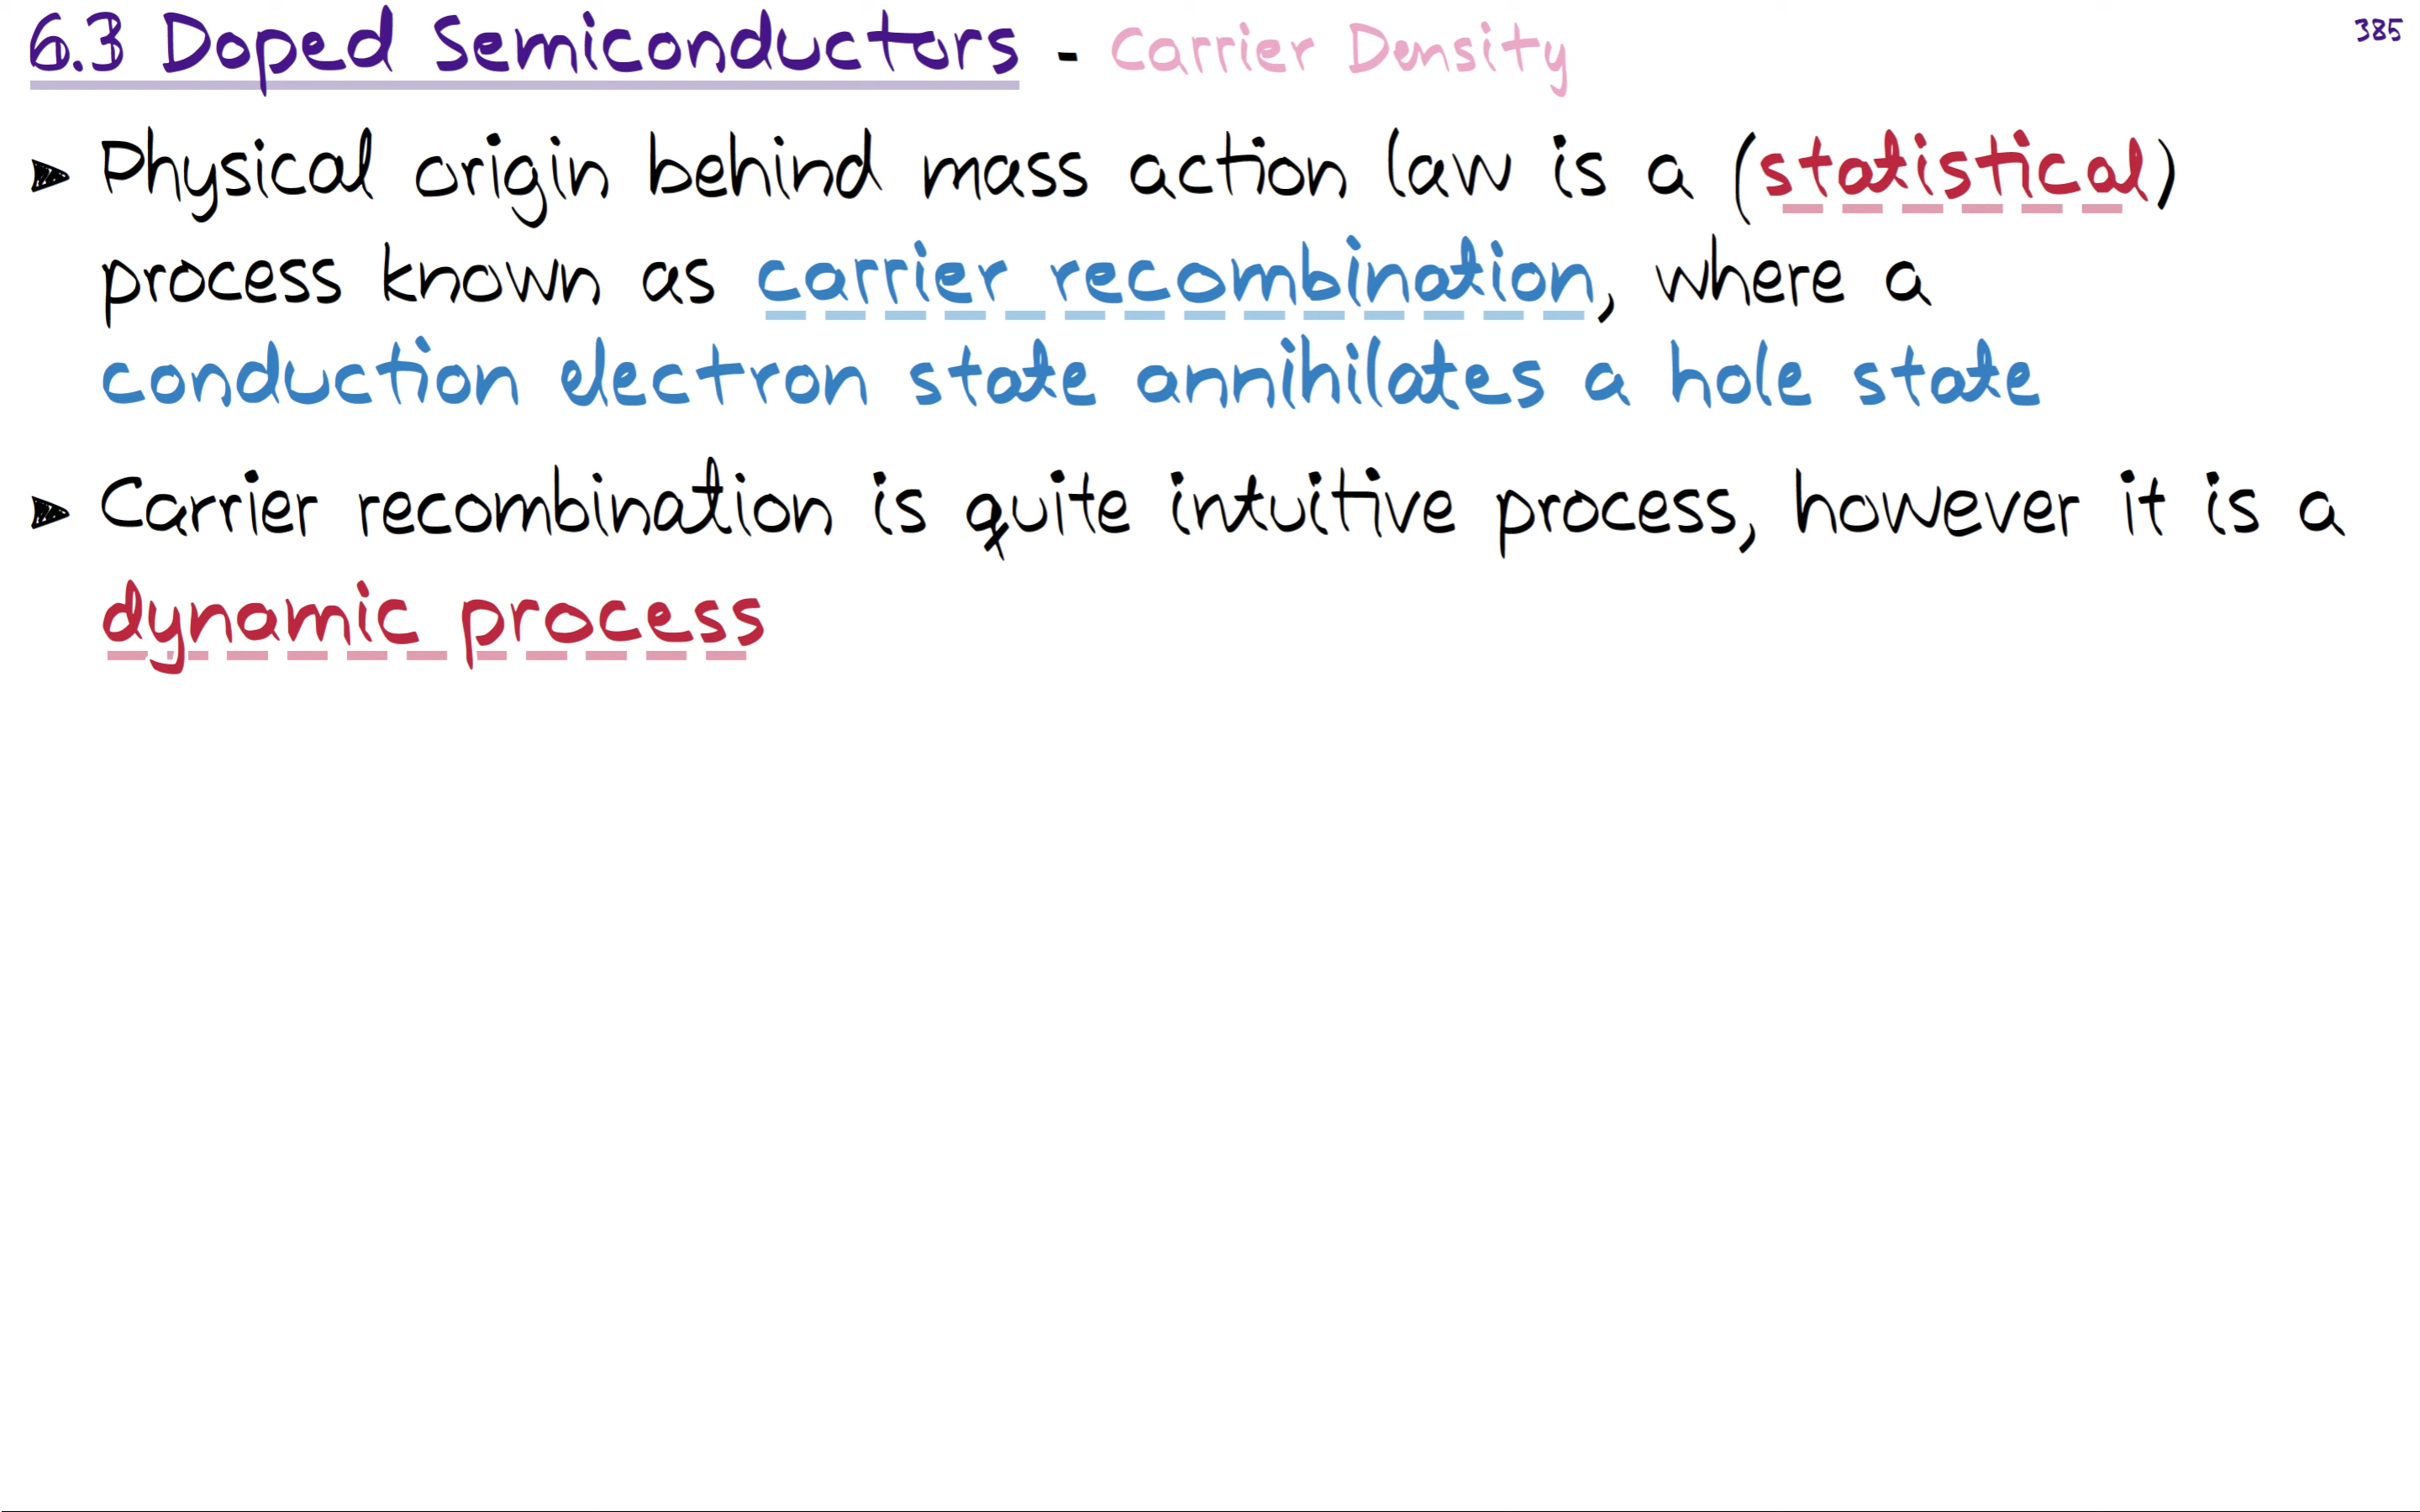 6.3 Doped Semiconductors - Carrier Density 385
Physical origin behind mass action law is a (statistical)
process known as carrier recombination, where a
conduction electron state annihilates a hole state
Carrier recombination is quite intuitive process, however it is a
dynamic process